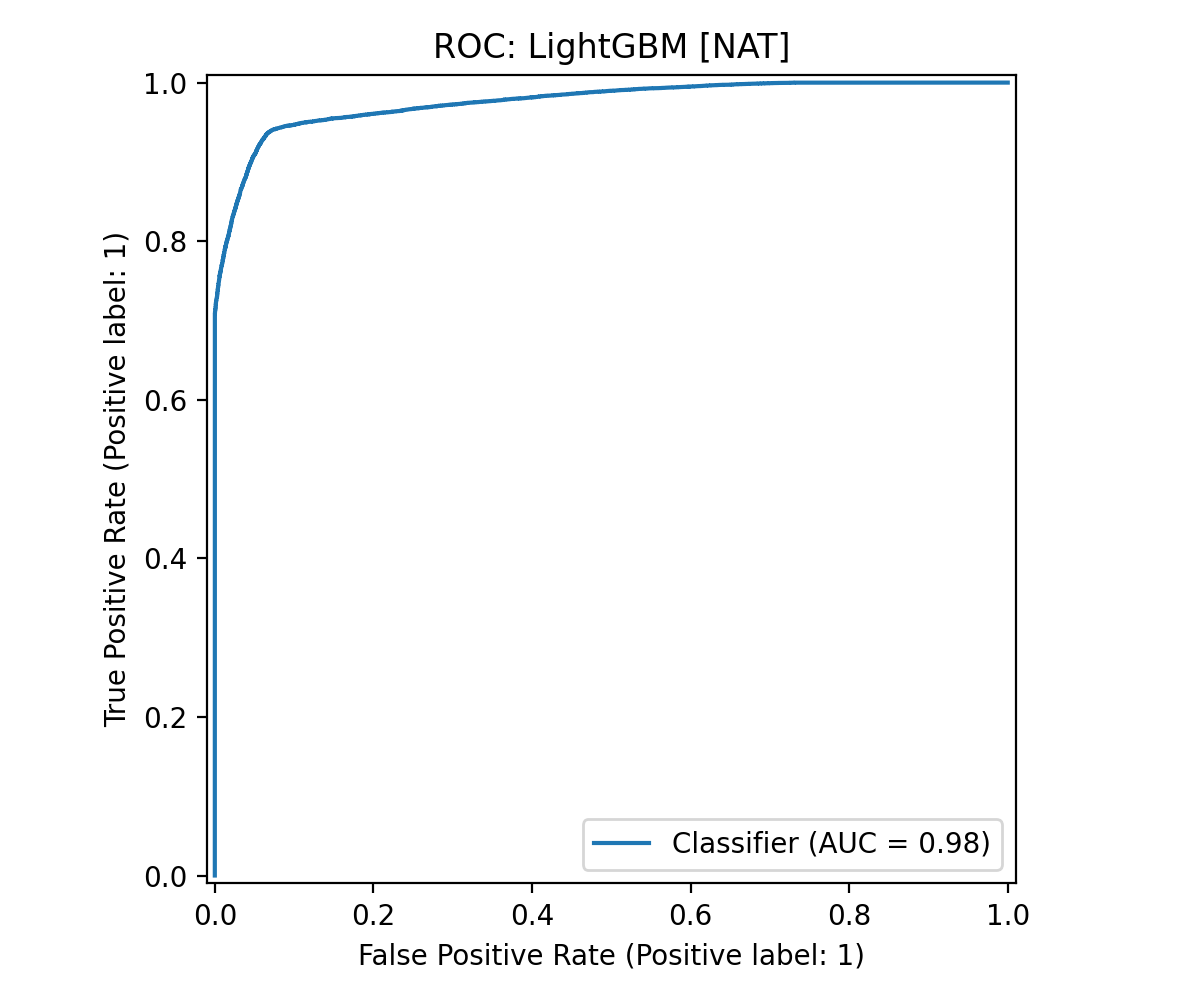 ROC: LightGBM [NAT]
True Positive Rate (Positive label: 1)
1.0
0.8
0.6
0.4
0.2
0.0
Classifier (AUC = 0.98)
0.0 0.2 0.4 0.6 0.8 1.0
False Positive Rate (Positive label: 1)